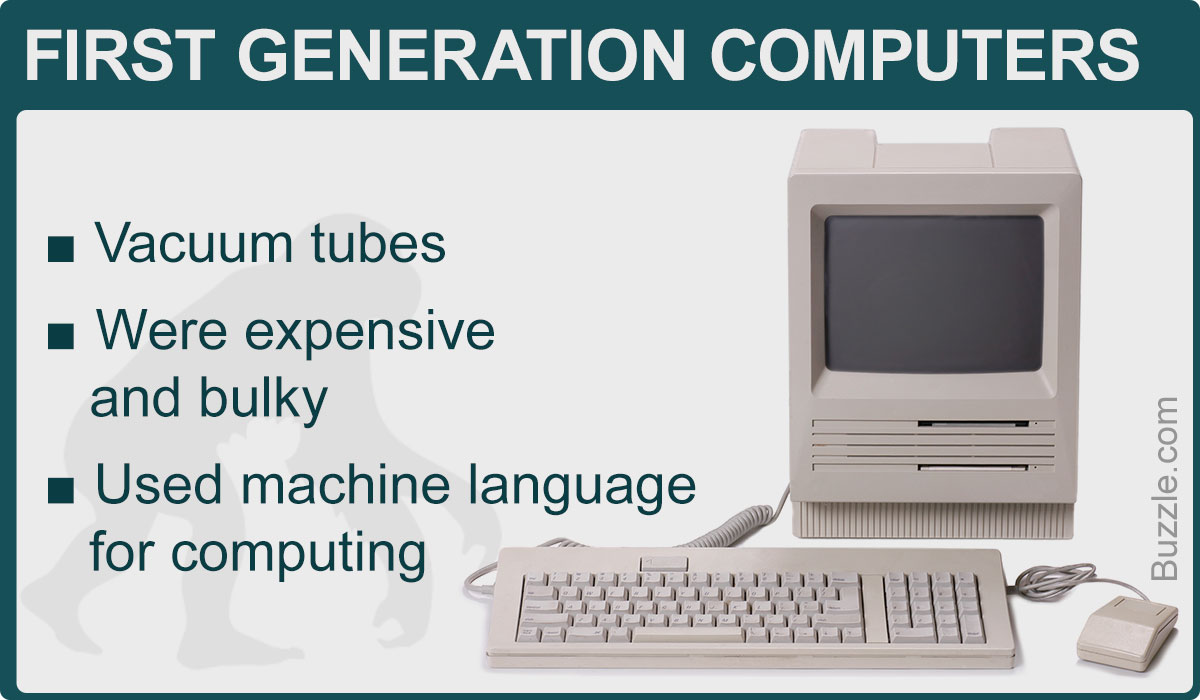 FIRST GENERATION COMPUTERS
■ Vacuum tubes
■ Were expensive
and bulky
■ Used machine language
for computing
Buzzle.com